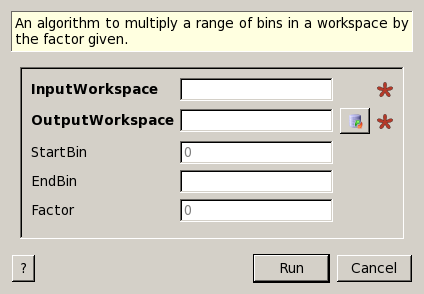 An algorithm to multiply a range of bins in a workspace by
the factor given.
InputWorkspace
OutputWorkspace
StartBin 0
EndBin
Factor 0
? Run Cancel